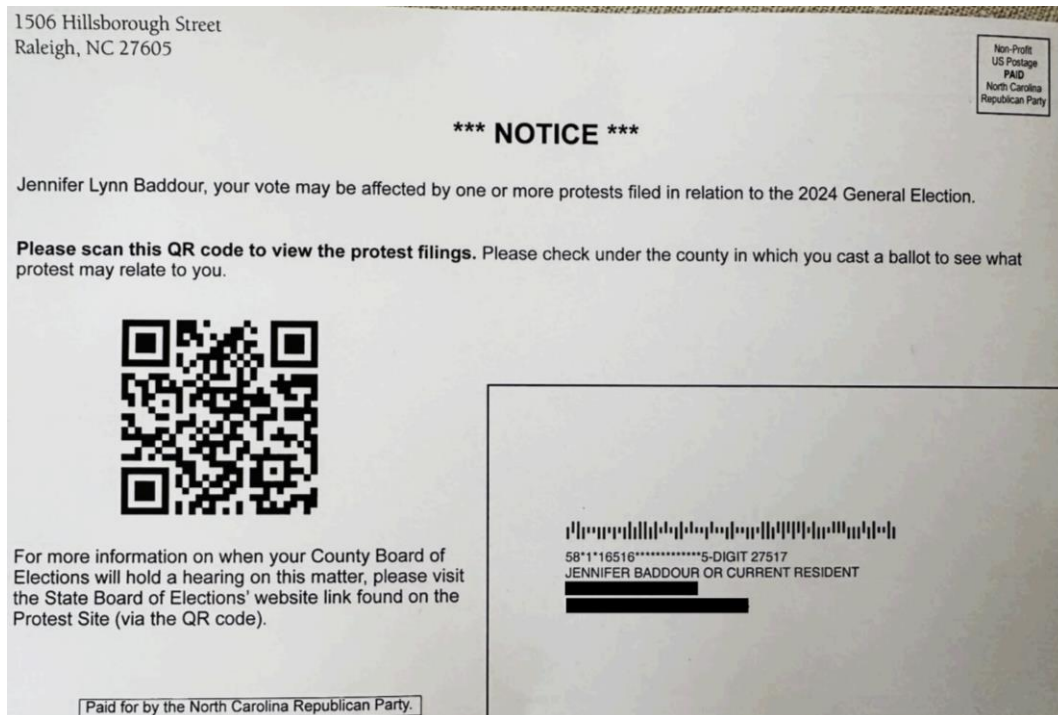 1506 Hillsborough Street
Raleigh, NC 27605
Non-Profit
US Postage
PAID
North Carolina
Republican Party
*** NOTICE ***
Jennifer Lynn Baddour, your vote may be affected by one or more protests filed in relation to the 2024 General Election.
Please scan this QR code to view the protest filings. Please check under the county in which you cast a ballot to see what
protest may relate to you.
For more information on when your County Board of
Elections will hold a hearing on this matter, please visit
the State Board of Elections' website link found on the
Protest Site (via the QR code).
58*1*16516*************5-DIGIT 27517
JENNIFER BADDOUR OR CURRENT RESIDENT
Paid for by the North Carolina Republican Party.